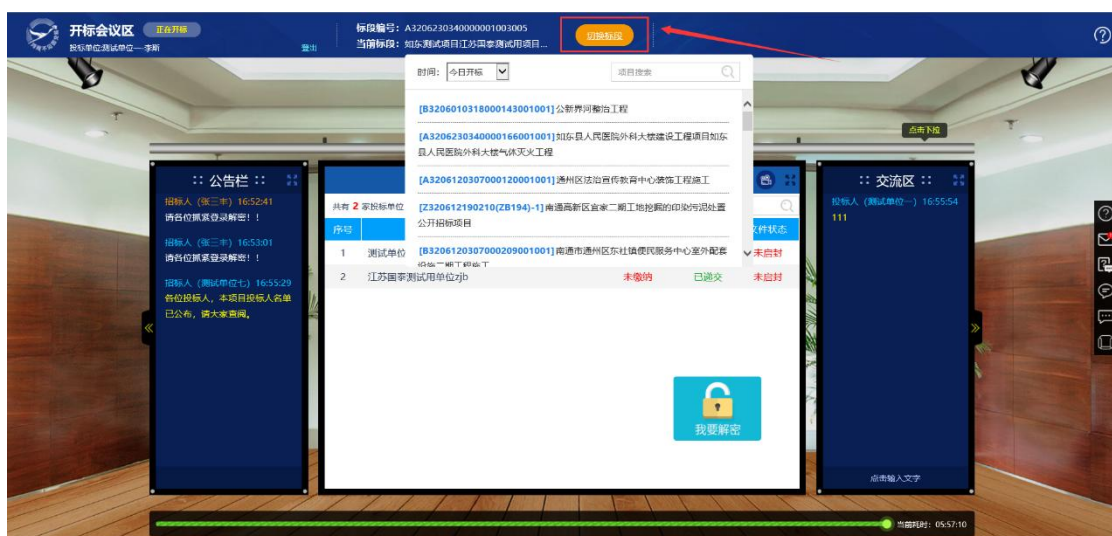 开标会议区 正在开标
投标单位:测试单位一李斯 登出
标段编号：A3206230340000001003005
当前标段：如东测试项目江苏国泰测试用项目...
切换标段
时间： 今日开标 项目搜索
[B3206010318000143001001]公新界河整治工程
[A3206230340000166001001]如东县人民医院外科大楼建设工程项目如东
县人民医院外科大楼气体灭火工程
[A3206120307000120001001]通州区法治宣传教育中心装饰工程施工
[Z320612190210(ZB194)-1]南通高新区宜家二期工地挖掘的印染污泥处置
公开招标项目
[B3206120307000209001001]南通市通州区东社镇便民服务中心室外配套
设施二期工程施工
点击下拉
:: 公告栏 ::
招标人（张三丰）16:52:41
请各位抓紧登录解密！！
招标人（张三丰）16:53:01
请各位抓紧登录解密！！
招标人（测试单位七）16:55:29
各位投标人，本项目投标人名单
已公布，请大家查阅。
共有 2 家投标单位
序号 文件状态
1 测试单位 未启封
2 江苏国泰测试用单位zjb 未缴纳 已递交 未启封
我要解密
:: 交流区 ::
投标人（测试单位一）16:55:54
111
点击输入文字
当前耗时：05:57:10